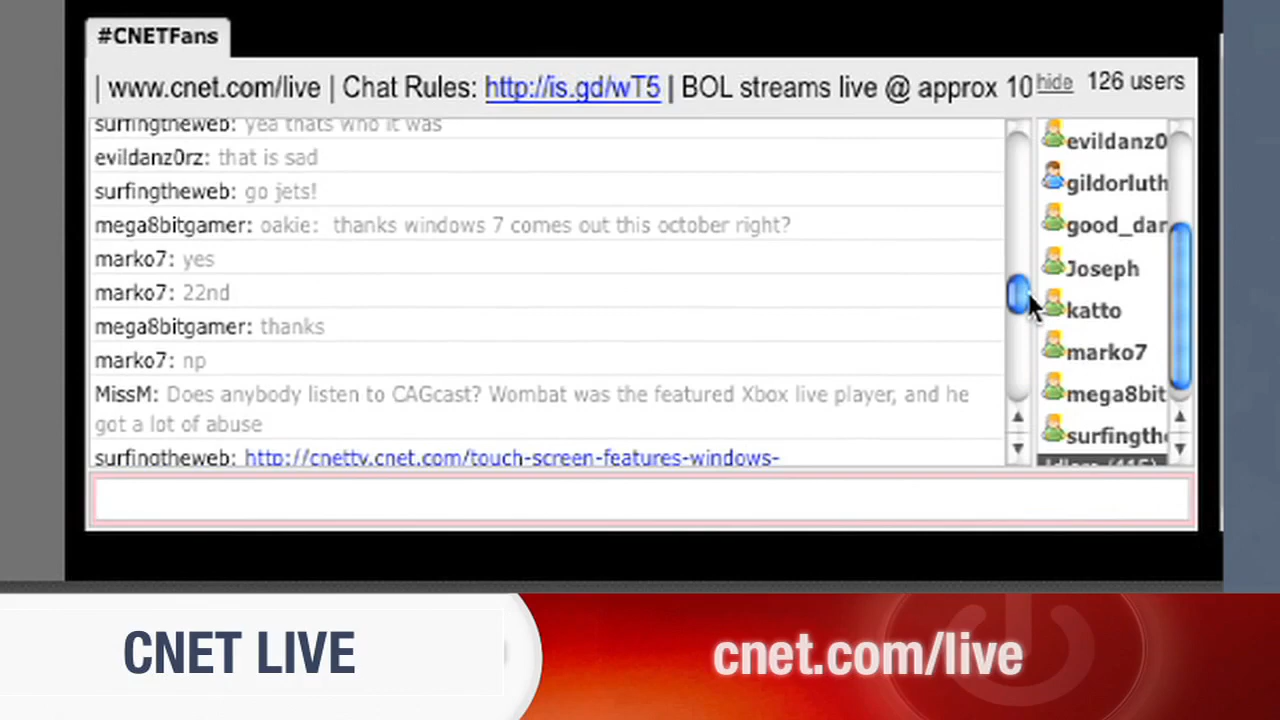 #CNETFans
| www.cnet.com/live | Chat Rules: http://is.gd/wT5 | BOL streams live @ approx 10 hide 126 users
surfingtheweb: yea thats who it was
evildanz0rz: that is sad
surfingtheweb: go jets!
mega8bitgamer: oakie: thanks windows 7 comes out this october right?
marko7: yes
marko7: 22nd
mega8bitgamer: thanks
marko7: np
MissM: Does anybody listen to CAGcast? Wombat was the featured Xbox live player, and he
got a lot of abuse
surfingtheweb: http://cnettv.cnet.com/touch-screen-features-windows-
evildanz0
gildorluth
good_dar
Joseph
katto
marko7
mega8bit
surfingth
CNET LIVE
cnet.com/live